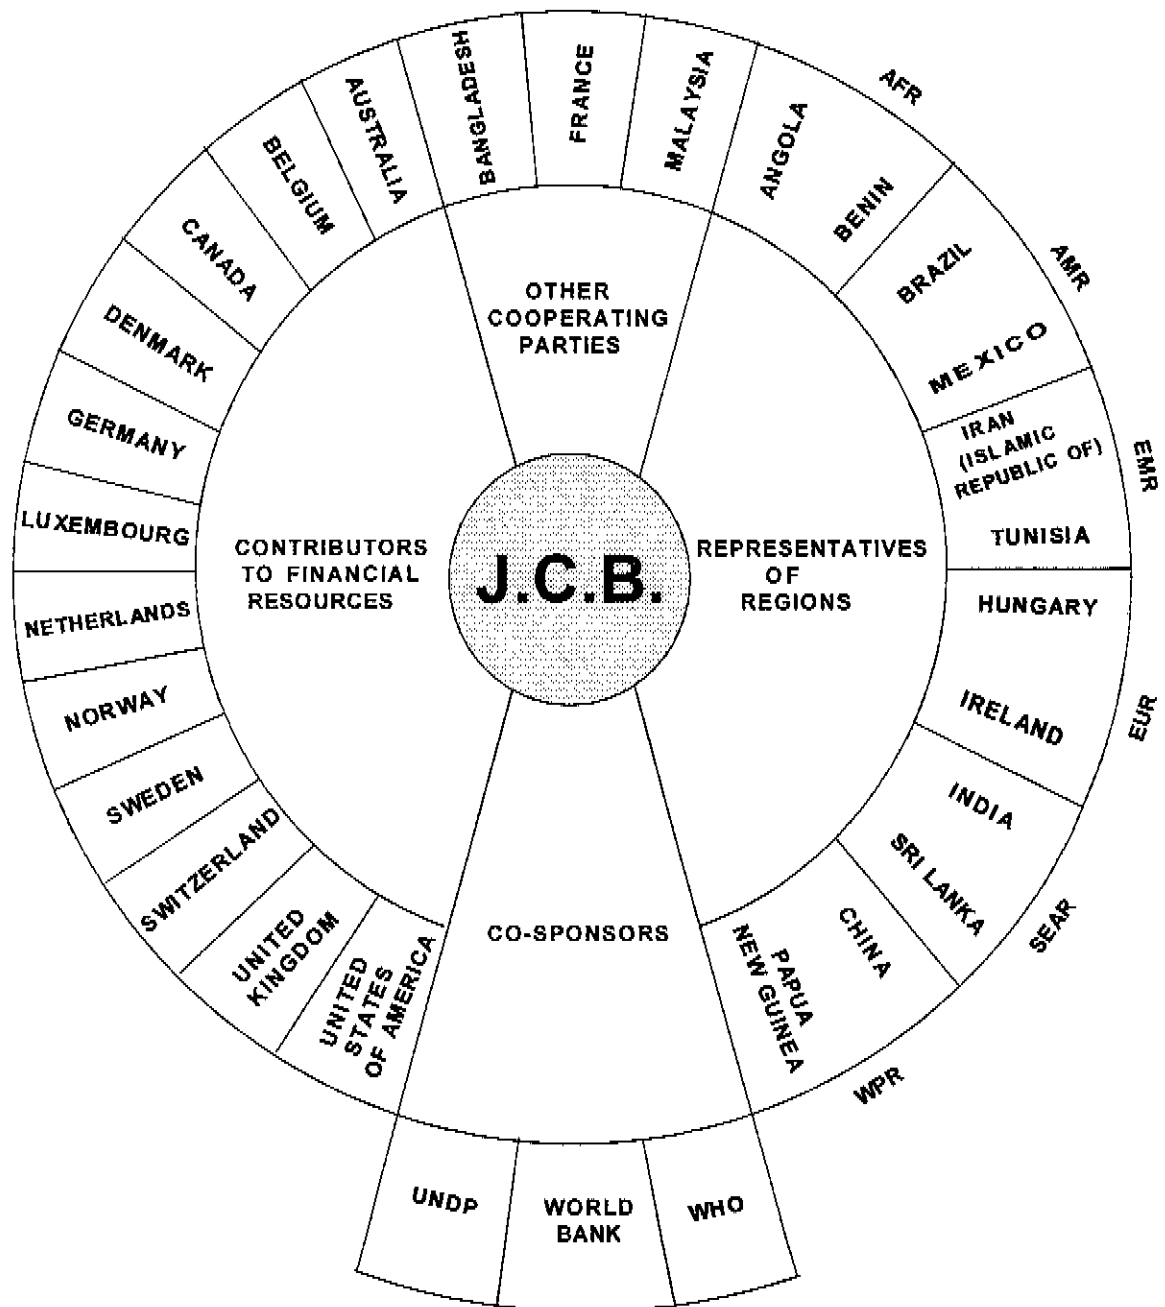 BANGLADESH
FRANCE
MALAYSIA
ANGOLA
BENIN
AFR
BRAZIL
MEXICO
AMR
IRAN
(ISLAMIC
REPUBLIC OF)
TUNISIA
EMR
HUNGARY
IRELAND
EUR
INDIA
SRI LANKA
SEAR
CHINA
PAPUA
NEW GUINEA
WPR
WHO
WORLD
BANK
UNDP
UNITED
STATES
OF AMERICA
UNITED
KINGDOM
SWITZERLAND
SWEDEN
NORWAY
NETHERLANDS
LUXEMBOURG
GERMANY
DENMARK
CANADA
BELGIUM
AUSTRALIA
OTHER
COOPERATING
PARTIES
CONTRIBUTORS
TO FINANCIAL
RESOURCES
J.C.B.
REPRESENTATIVES
OF
REGIONS
CO-SPONSORS